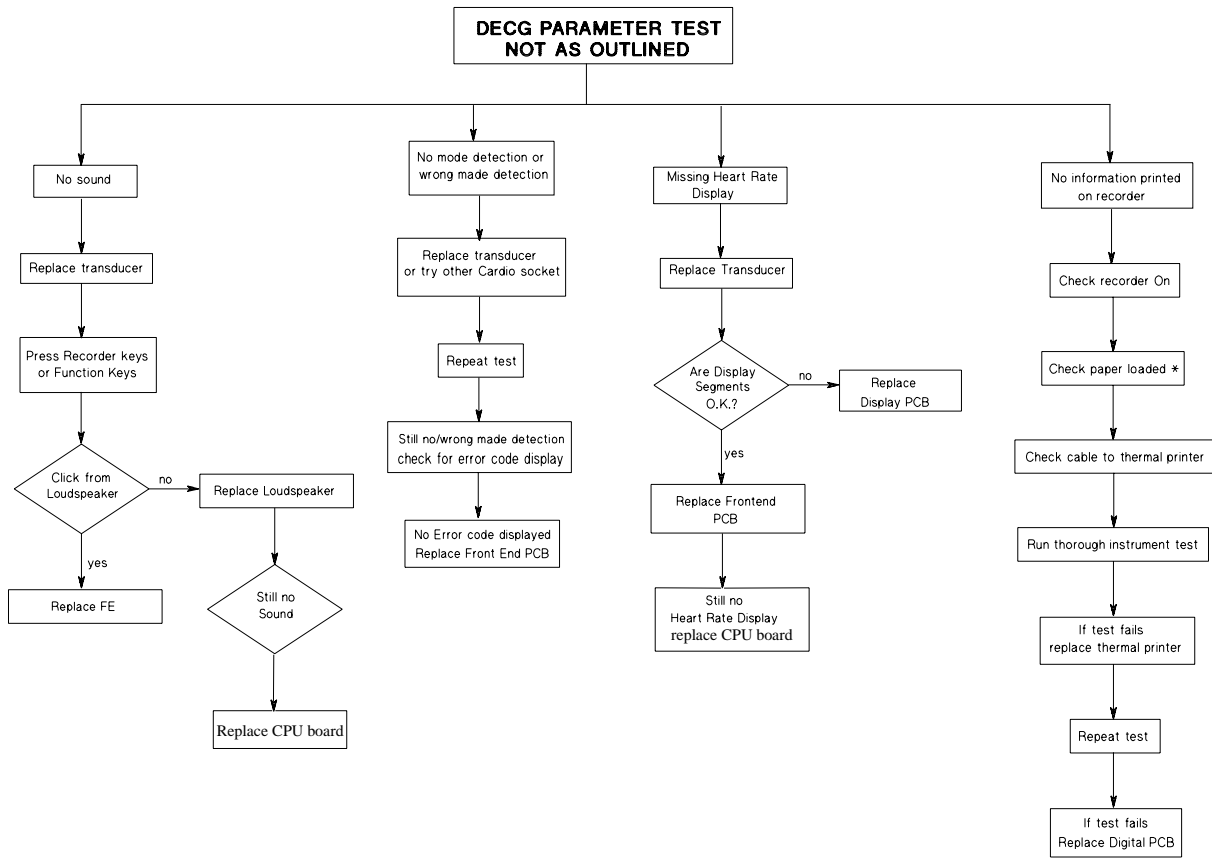 DECG PARAMETER TEST
NOT AS OUTLINED
No sound
Replace transducer
Press Recorder keys
or Function Keys
Click from
Loudspeaker
no
yes
Replace FE
Replace Loudspeaker
Still no
Sound
Replace CPU board
No mode detection or
wrong made detection
Replace transducer
or try other Cardio socket
Repeat test
Still no/wrong made detection
check for error code display
No Error code displayed
Replace Front End PCB
Missing Heart Rate
Display
Replace Transducer
Are Display
Segments
O.K.?
no
Replace
Display PCB
yes
Replace Frontend
PCB
Still no
Heart Rate Display
replace CPU board
No information printed
on recorder
Check recorder On
Check paper loaded *
Check cable to thermal printer
Run thorough instrument test
If test fails
replace thermal printer
Repeat test
If test fails
Replace Digital PCB